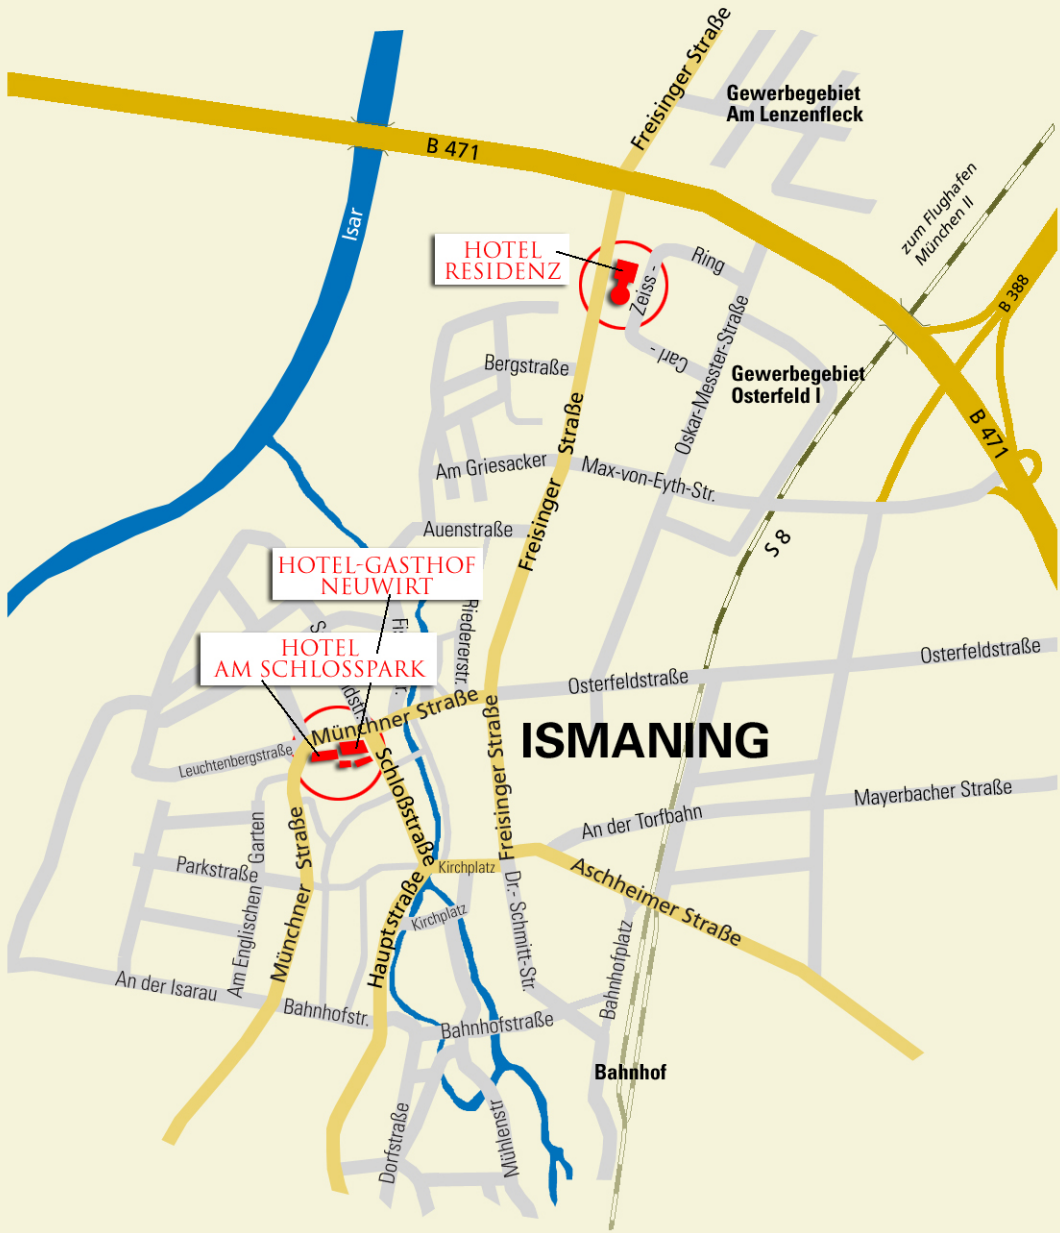 Freisinger Straße
Gewerbegebiet
Am Lenzenfleck
B 471
Isar
zum Flughafen
München II
HOTEL
RESIDENZ
Ring
Zeiss -
Carl -
B 388
Oskar-Messter-Straße
Bergstraße
Gewerbegebiet
Osterfeld I
B 471
Freisinger Straße
Am Griesacker
Max-von-Eyth-Str.
Auenstraße
S 8
HOTEL-GASTHOF
NEUWIRT
Riedererstr.
HOTEL
AM SCHLOSSPARK
Osterfeldstraße
Osterfeldstraße
Münchner Straße
ISMANING
Leuchtenbergstraße
Schloßstraße
Freisinger Straße
Mayerbacher Straße
An der Torfbahn
Münchner Straße
Am Englischen Garten
Parkstraße
Kirchplatz
Aschheimer Straße
Hauptstraße
Kirchplatz
Dr.- Schmitt-Str.
Bahnhofplatz
An der Isarau
Bahnhofstr.
Bahnhofstraße
Bahnhof
Dorfstraße
Mühlenstr